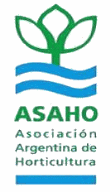 ASAHO
Asociación
Argentina de
Horticultura